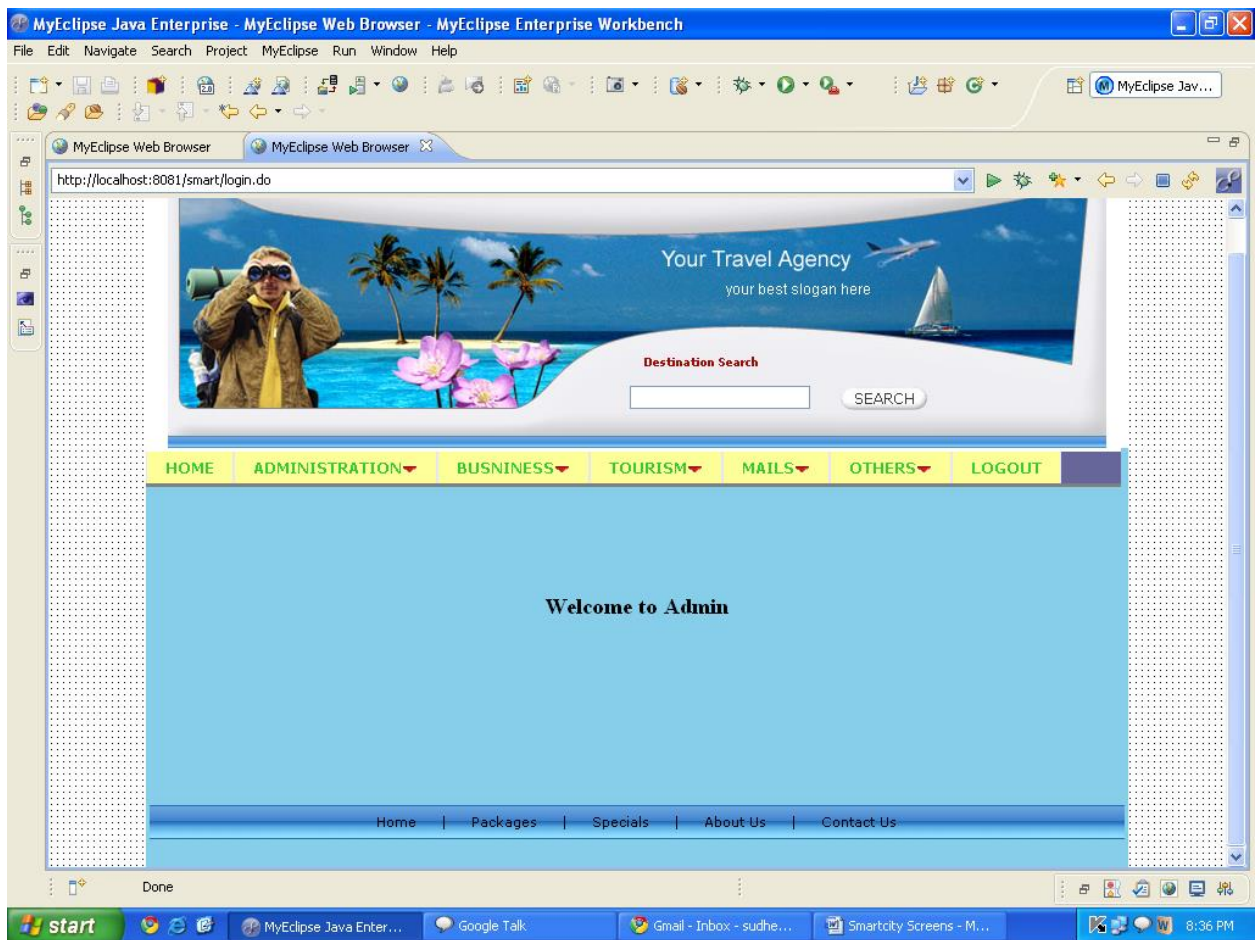 MyEclipse Java Enterprise - MyEclipse Web Browser - MyEclipse Enterprise Workbench
File Edit Navigate Search Project MyEclipse Run Window Help
MyEclipse Jav...
MyEclipse Web Browser MyEclipse Web Browser
http://localhost:8081/smart/login.do
Your Travel Agency
your best slogan here
Destination Search
SEARCH
HOME ADMINISTRATION BUSNINESS TOURISM MAILS OTHERS LOGOUT
Welcome to Admin
Home | Packages | Specials | About Us | Contact Us
Done
start MyEclipse Java Enter... Google Talk Gmail - Inbox - sudhe... Smartcity Screens - M... 8:36 PM